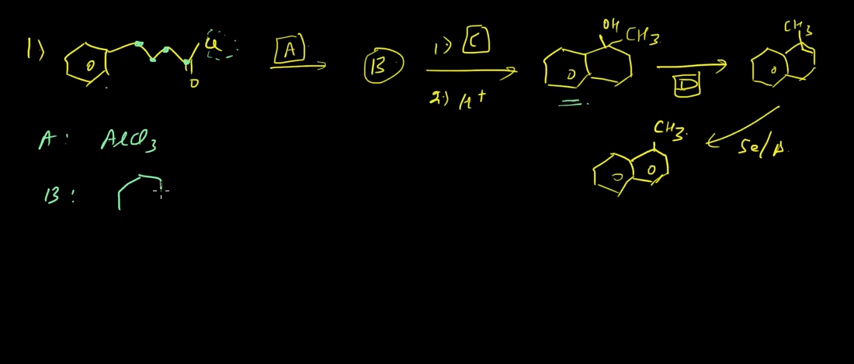 1) Cl O A B 1.) C OH CH3 D CH3
2.) H+
CH3 Se/Δ
A : AlCl3
B :